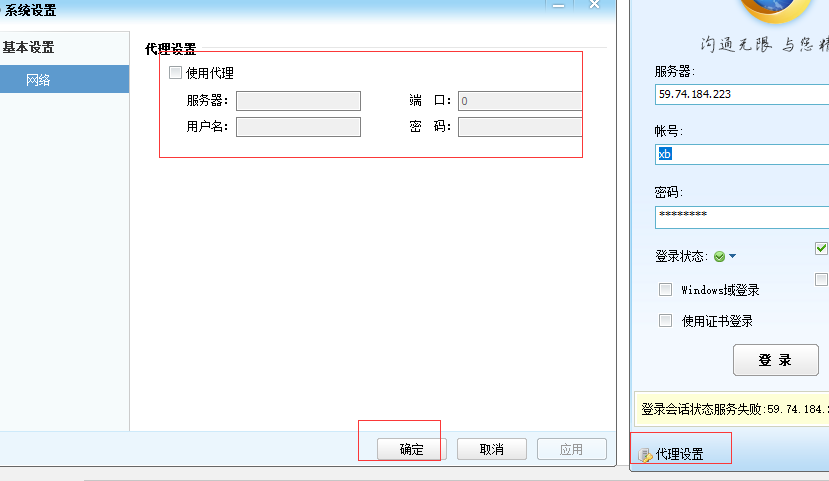 系统设置
基本设置
网络
代理设置
使用代理
服务器:
端 口: 0
用户名:
密 码:
确定
取消
应用
沟通无限 与您精
服务器:
59.74.184.223
帐号:
xb
密码:
********
登录状态:
Windows域登录
使用证书登录
登 录
登录会话状态服务失败:59.74.184.
代理设置